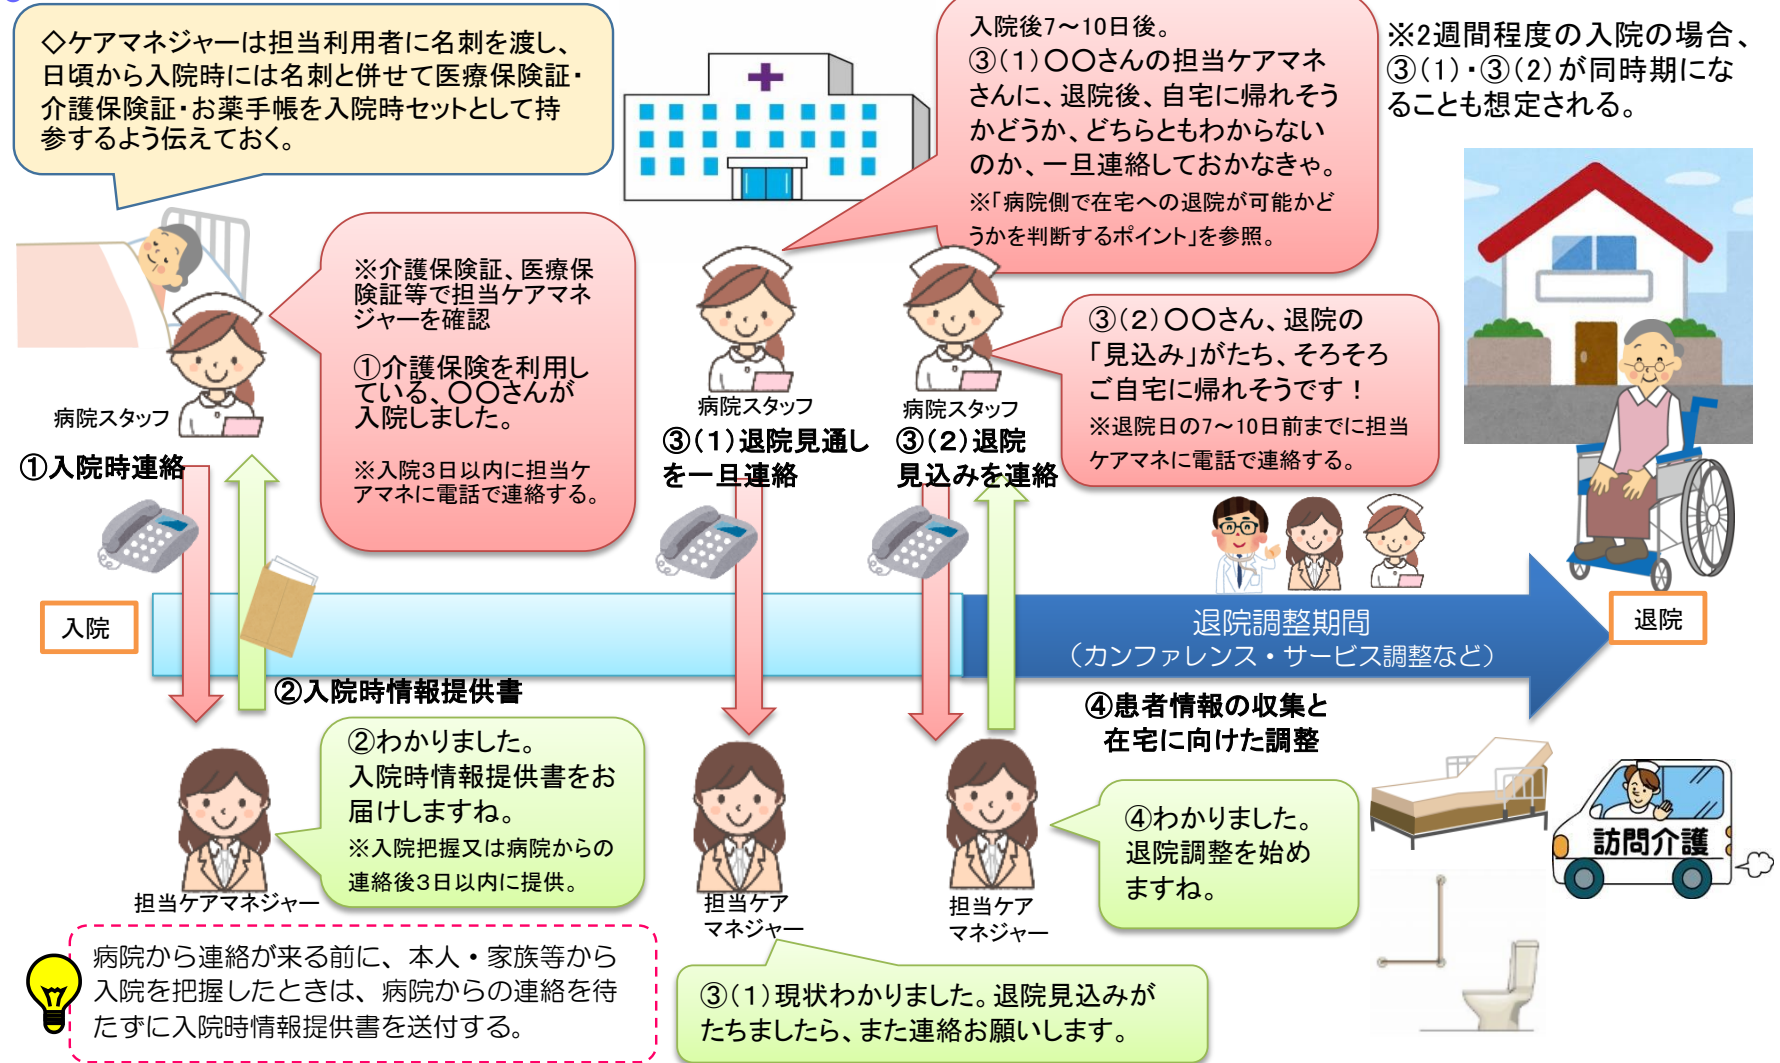 ◇ケアマネジャーは担当利用者に名刺を渡し、
日頃から入院時には名刺と併せて医療保険証・
介護保険証・お薬手帳を入院時セットとして持
参するよう伝えておく。
入院後7～10日後。
③(1)〇〇さんの担当ケアマネ
さんに、退院後、自宅に帰れそう
かどうか、どちらともわからない
のか、一旦連絡しておかなきゃ。
※「病院側で在宅への退院が可能かど
うかを判断するポイント」を参照。
※2週間程度の入院の場合、
③(1)・③(2)が同時期にな
ることも想定される。
※介護保険証、医療保
険証等で担当ケアマネ
ジャーを確認
①介護保険を利用し
ている、〇〇さんが
入院しました。
※入院3日以内に担当ケ
アマネに電話で連絡する。
③(2)〇〇さん、退院の
「見込み」がたち、そろそろ
ご自宅に帰れそうです！
※退院日の7～10日前までに担当
ケアマネに電話で連絡する。
病院スタッフ
病院スタッフ
病院スタッフ
①入院時連絡
③(1)退院見通し
を一旦連絡
③(2)退院
見込みを連絡
入院
退院調整期間
（カンファレンス・サービス調整など）
退院
②入院時情報提供書
④患者情報の収集と
在宅に向けた調整
②わかりました。
入院時情報提供書をお
届けしますね。
※入院把握又は病院からの
連絡後3日以内に提供。
④わかりました。
退院調整を始め
ますね。
訪問介護
担当ケアマネジャー
担当ケア
マネジャー
担当ケア
マネジャー
病院から連絡が来る前に、本人・家族等から
入院を把握したときは、病院からの連絡を待
たずに入院時情報提供書を送付する。
③(1)現状わかりました。退院見込みが
たちましたら、また連絡お願いします。